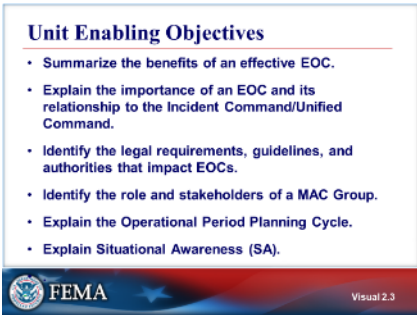 Unit Enabling Objectives
• Summarize the benefits of an effective EOC.
• Explain the importance of an EOC and its
relationship to the Incident Command/Unified
Command.
• Identify the legal requirements, guidelines, and
authorities that impact EOCs.
• Identify the role and stakeholders of a MAC Group.
• Explain the Operational Period Planning Cycle.
• Explain Situational Awareness (SA).
FEMA
Visual 2.3